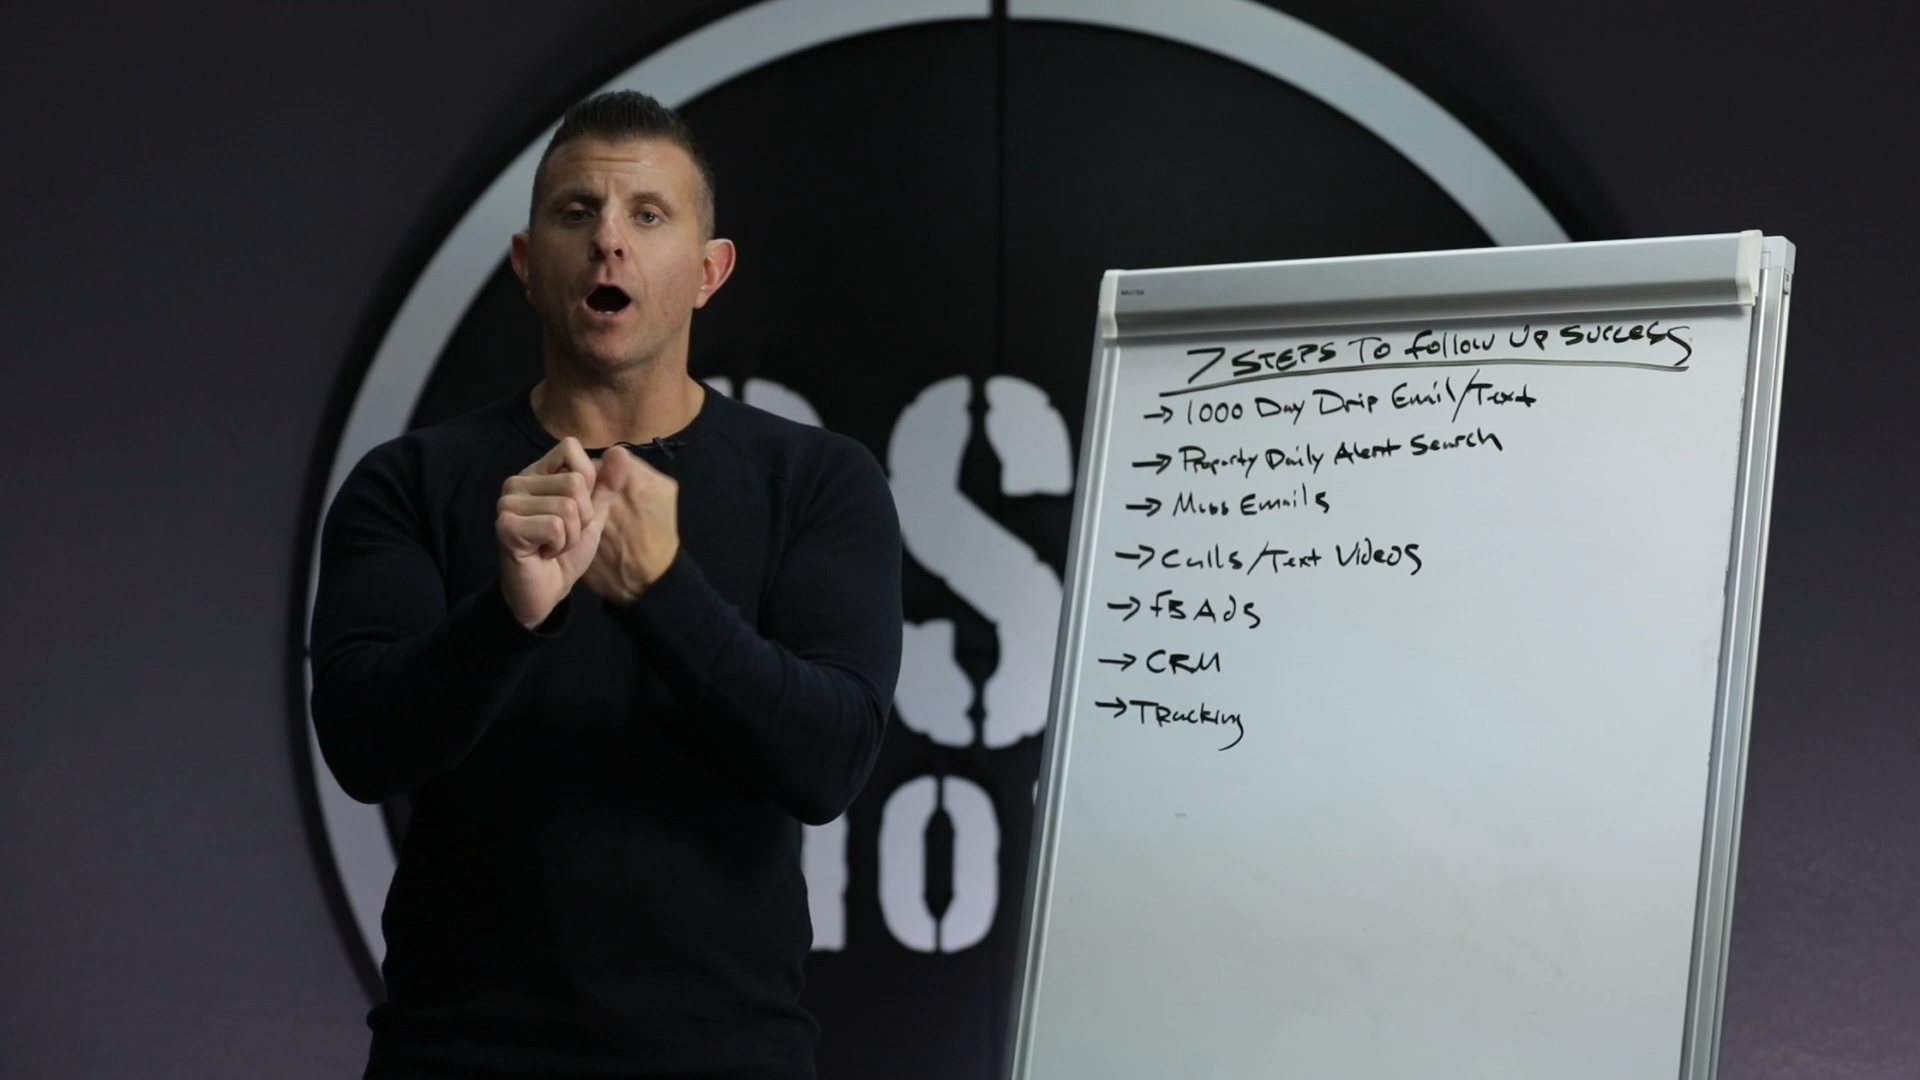 7 STEPS TO Follow Up Success
→ 1000 Day Drip Email/Text
→ Property Daily Alert Search
→ Mass Emails
→ Calls/Text Videos
→ FB Ads
→ CRM
→ Tracking